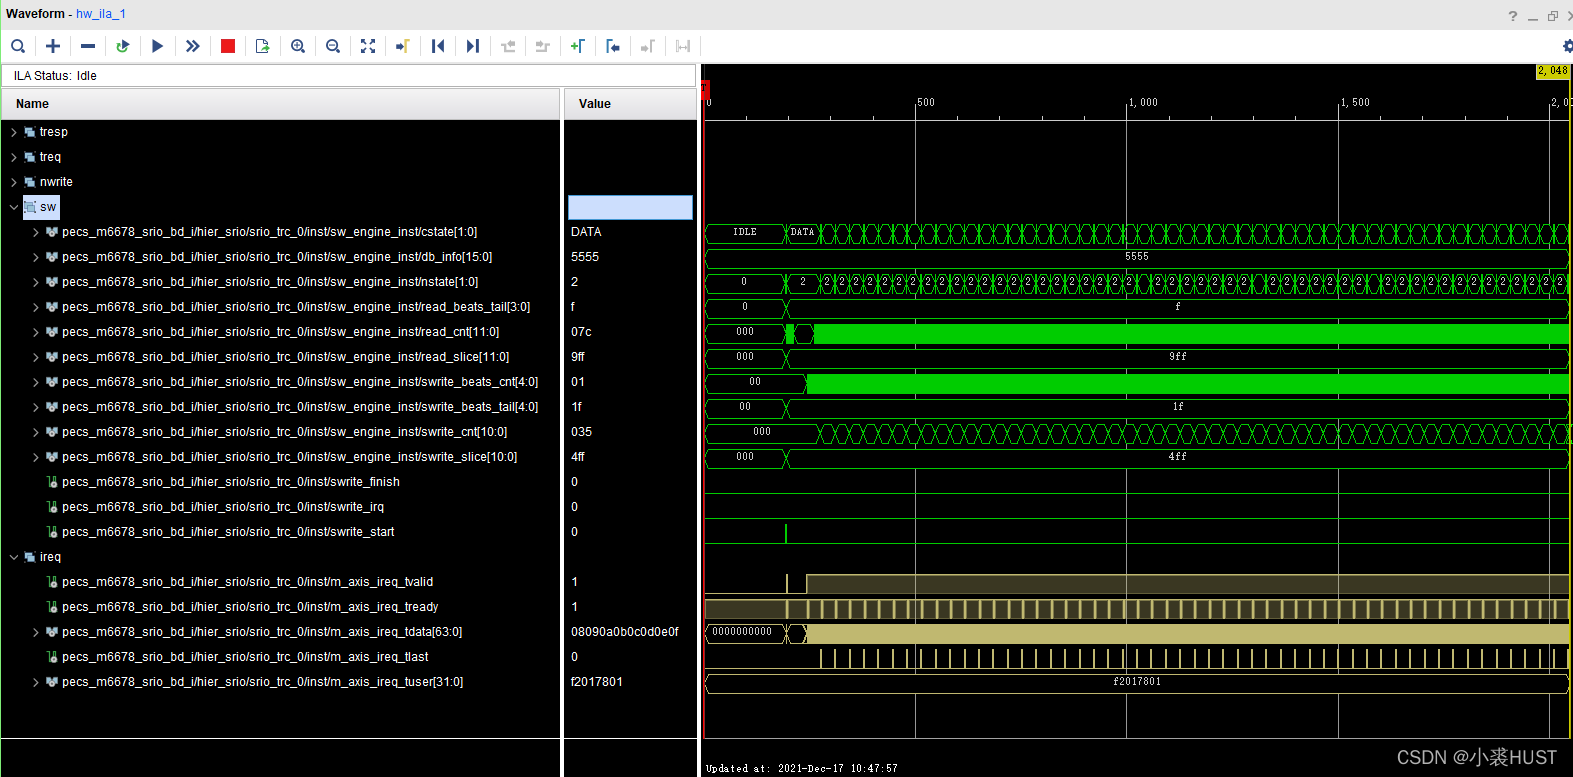 Waveform - hw_ila_1
ILA Status: Idle
2,048
Name Value
0 500 1,000 1,500
tresp
treq
nwrite
sw
pecs_m6678_srio_bd_i/hier_srio/srio_trc_0/inst/sw_engine_inst/cstate[1:0] DATA IDLE DATA
pecs_m6678_srio_bd_i/hier_srio/srio_trc_0/inst/sw_engine_inst/db_info[15:0] 5555 5555
pecs_m6678_srio_bd_i/hier_srio/srio_trc_0/inst/sw_engine_inst/nstate[1:0] 2 0 2 2 2 2 2 2 2 2 2 2 2 2 2 2 2 2 2 2 2 2 2 2 2 2 2 2 2 2 2 2 2 2 2 2 2 2 2 2 2 2 2 2 2 2 2 2 2 2 2 2 2 2 2
pecs_m6678_srio_bd_i/hier_srio/srio_trc_0/inst/sw_engine_inst/read_beats_tail[3:0] f 0 f
pecs_m6678_srio_bd_i/hier_srio/srio_trc_0/inst/sw_engine_inst/read_cnt[11:0] 07c 000
pecs_m6678_srio_bd_i/hier_srio/srio_trc_0/inst/sw_engine_inst/read_slice[11:0] 9ff 000 9ff
pecs_m6678_srio_bd_i/hier_srio/srio_trc_0/inst/sw_engine_inst/swrite_beats_cnt[4:0] 01 00
pecs_m6678_srio_bd_i/hier_srio/srio_trc_0/inst/sw_engine_inst/swrite_beats_tail[4:0] 1f 00 1f
pecs_m6678_srio_bd_i/hier_srio/srio_trc_0/inst/sw_engine_inst/swrite_cnt[10:0] 035 000
pecs_m6678_srio_bd_i/hier_srio/srio_trc_0/inst/sw_engine_inst/swrite_slice[10:0] 4ff 000 4ff
pecs_m6678_srio_bd_i/hier_srio/srio_trc_0/inst/swrite_finish 0
pecs_m6678_srio_bd_i/hier_srio/srio_trc_0/inst/swrite_irq 0
pecs_m6678_srio_bd_i/hier_srio/srio_trc_0/inst/swrite_start 0
ireq
pecs_m6678_srio_bd_i/hier_srio/srio_trc_0/inst/m_axis_ireq_tvalid 1
pecs_m6678_srio_bd_i/hier_srio/srio_trc_0/inst/m_axis_ireq_tready 1
pecs_m6678_srio_bd_i/hier_srio/srio_trc_0/inst/m_axis_ireq_tdata[63:0] 08090a0b0c0d0e0f 0000000000
pecs_m6678_srio_bd_i/hier_srio/srio_trc_0/inst/m_axis_ireq_tlast 0
pecs_m6678_srio_bd_i/hier_srio/srio_trc_0/inst/m_axis_ireq_tuser[31:0] f2017801 f2017801
Updated at: 2021-Dec-17 10:47:57
CSDN @小裘HUST